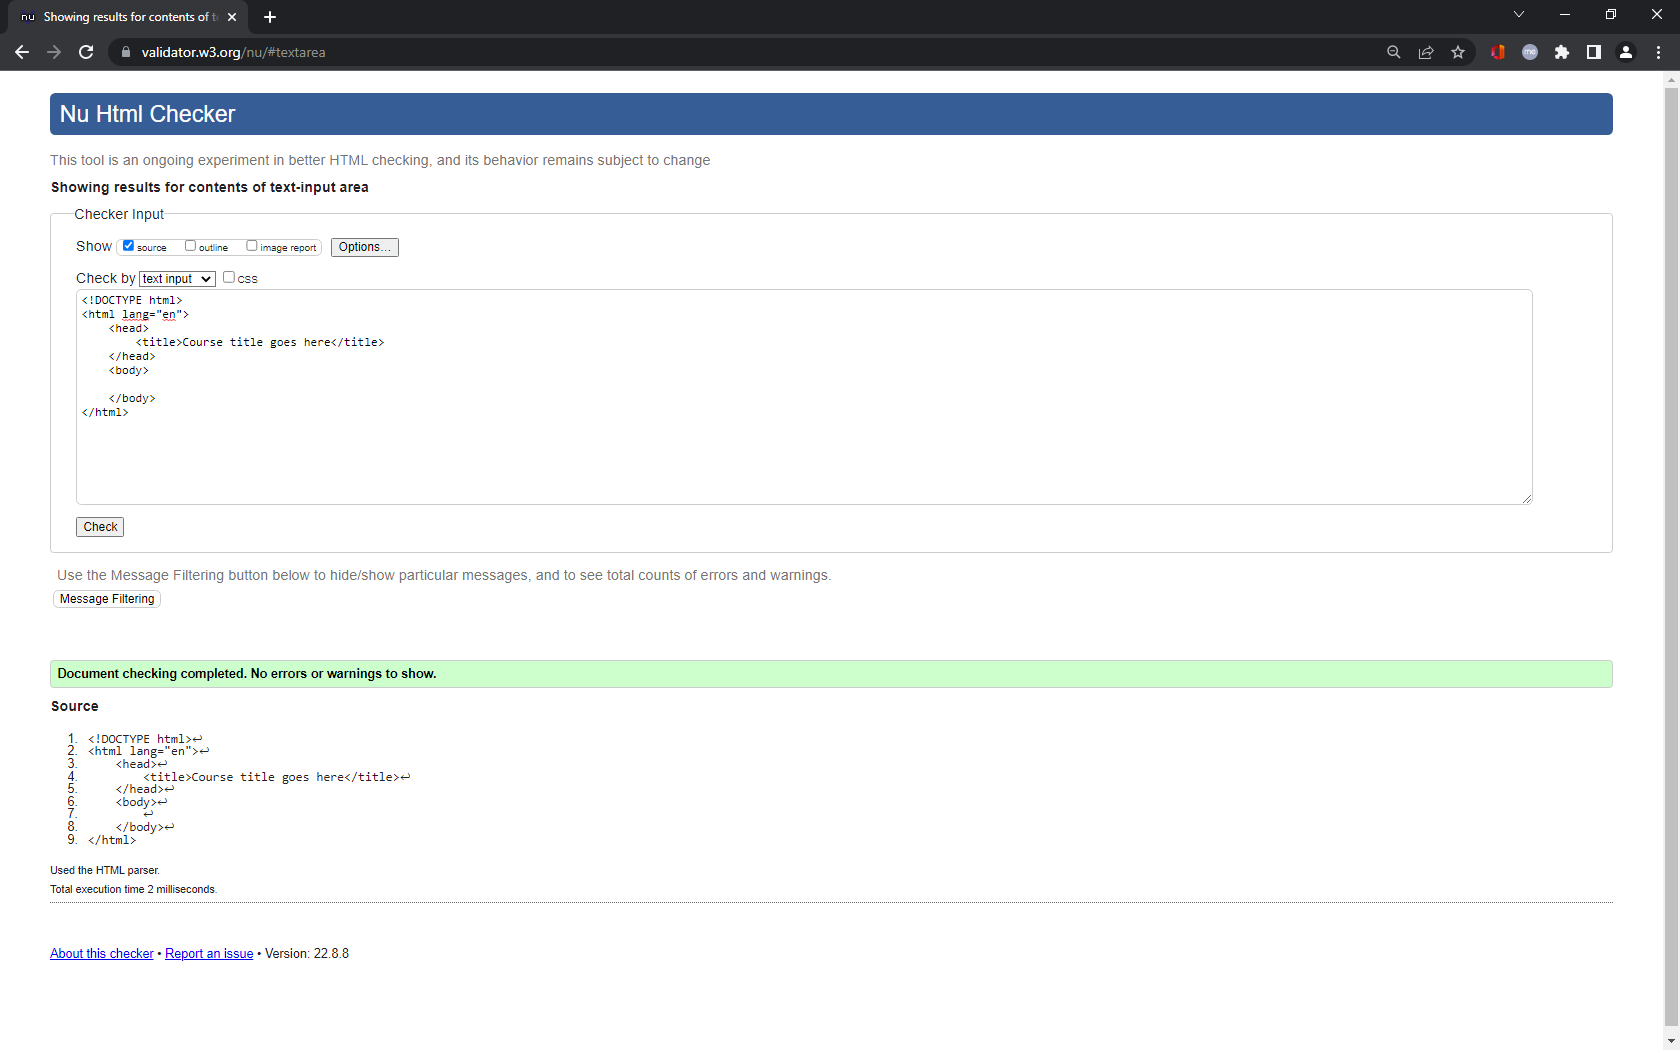 nu Showing results for contents of t
validator.w3.org/nu/#textarea
me
Nu Html Checker
This tool is an ongoing experiment in better HTML checking, and its behavior remains subject to change
Showing results for contents of text-input area
Checker Input
Show source outline image report Options...
Check by text input css
<!DOCTYPE html>
<html lang="en">
    <head>
        <title>Course title goes here</title>
    </head>
    <body>
    </body>
</html>
Check
Use the Message Filtering button below to hide/show particular messages, and to see total counts of errors and warnings.
Message Filtering
Document checking completed. No errors or warnings to show.
Source
1. <!DOCTYPE html>↩
2. <html lang="en">↩
3.     <head>↩
4.         <title>Course title goes here</title>↩
5.     </head>↩
6.     <body>↩
7.         ↩
8.     </body>↩
9. </html>
Used the HTML parser.
Total execution time 2 milliseconds.
About this checker • Report an issue • Version: 22.8.8